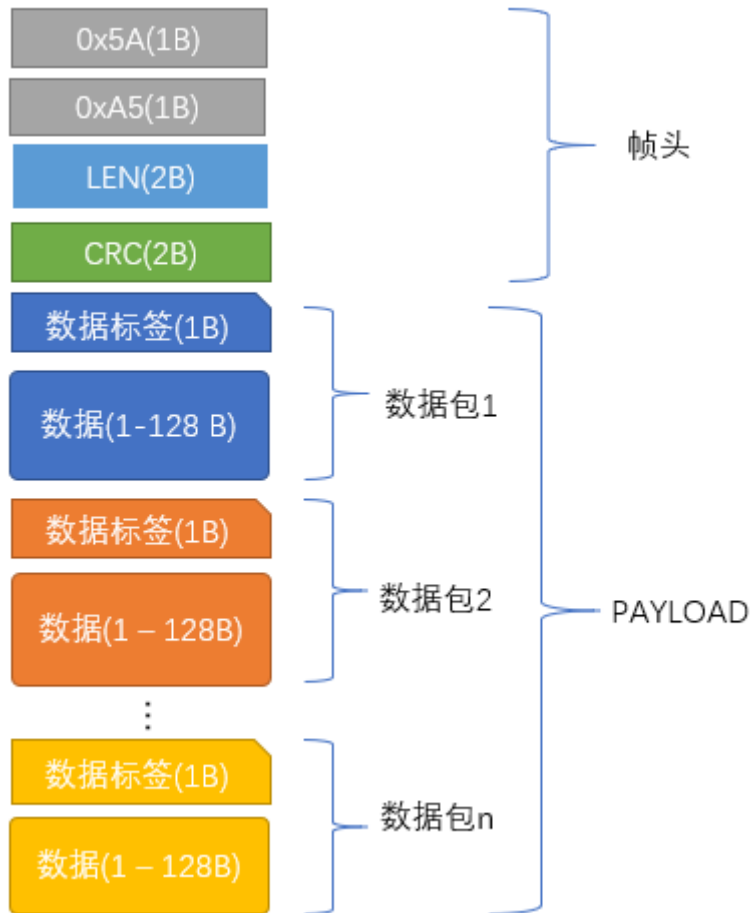 0x5A(1B)
0xA5(1B)
LEN(2B)
CRC(2B)
帧头
数据标签(1B)
数据(1-128 B)
数据包1
数据标签(1B)
数据(1 – 128B)
数据包2
PAYLOAD
⋮
数据标签(1B)
数据(1 – 128B)
数据包n